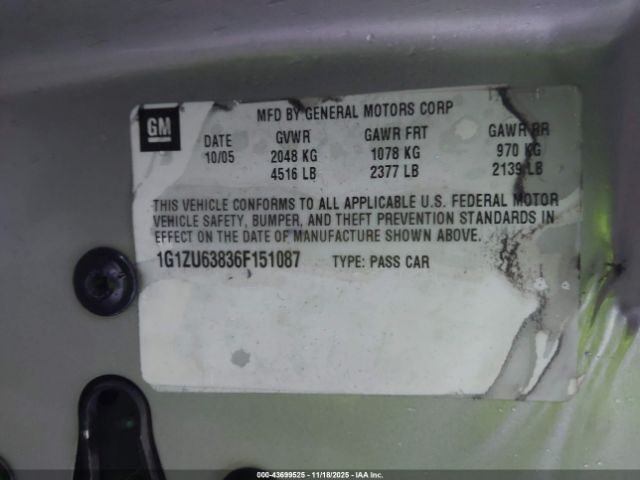 MFD BY GENERAL MOTORS CORP
GM
DATE GVWR GAWR FRT GAWR RR
10/05 2048 KG 1078 KG 970 KG
4516 LB 2377 LB 2139 LB
THIS VEHICLE CONFORMS TO ALL APPLICABLE U.S. FEDERAL MOTOR
VEHICLE SAFETY, BUMPER, AND THEFT PREVENTION STANDARDS IN
EFFECT ON THE DATE OF MANUFACTURE SHOWN ABOVE.
1G1ZU63836F151087 TYPE: PASS CAR
000-43699525 - 11/18/2025 - IAA Inc.